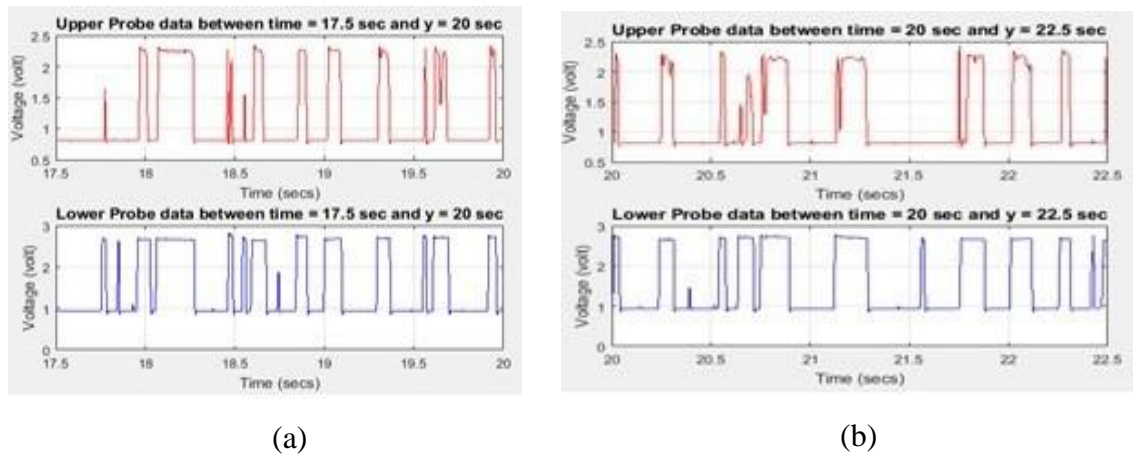 Upper Probe data between time = 17.5 sec and y = 20 sec
2.5
2
1.5
1
0.5
Voltage (volt)
17.5 18 18.5 19 19.5 20
Time (secs)
Lower Probe data between time = 17.5 sec and y = 20 sec
3
2
1
0
Voltage (volt)
17.5 18 18.5 19 19.5 20
Time (secs)
(a)
Upper Probe data between time = 20 sec and y = 22.5 sec
2.5
2
1.5
1
0.5
Voltage (volt)
20 20.5 21 21.5 22 22.5
Time (secs)
Lower Probe data between time = 20 sec and y = 22.5 sec
3
2
1
0
Voltage (volt)
20 20.5 21 21.5 22 22.5
Time (secs)
(b)